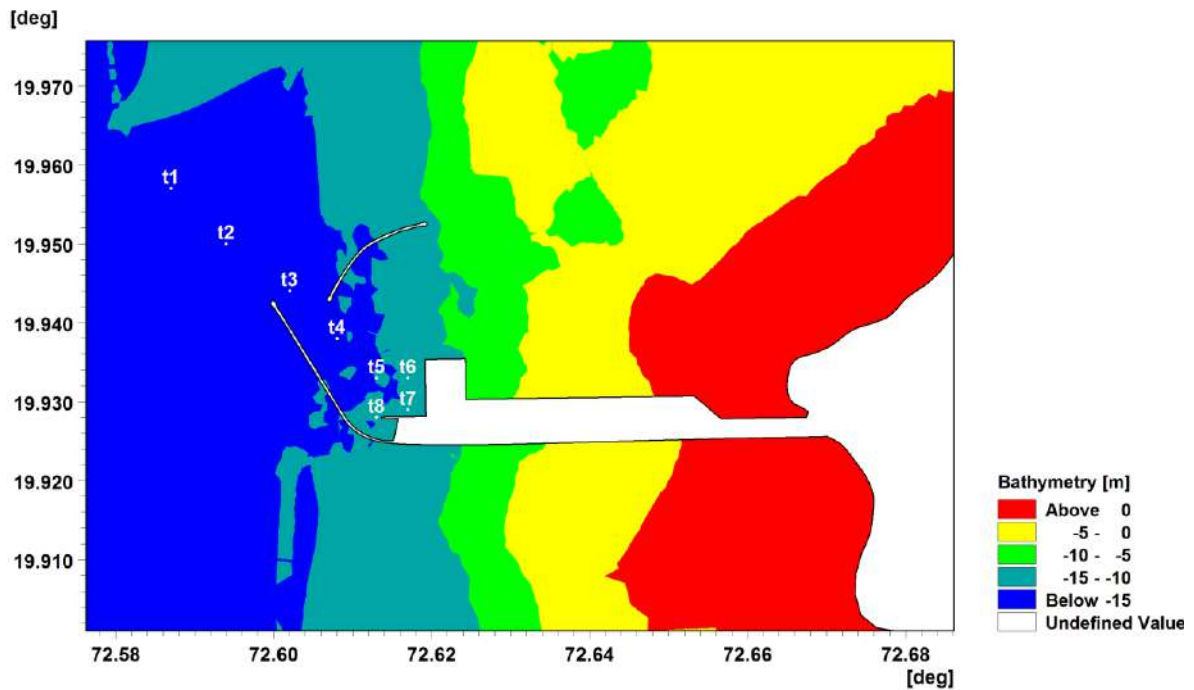 [deg]
19.970
19.960
t1
19.950
t2
t3
19.940
t4
t5 t6
19.930
t7
t8
19.920
19.910
Bathymetry [m]
Above 0
-5 - 0
-10 - -5
-15 - -10
Below -15
Undefined Value
72.58 72.60 72.62 72.64 72.66 72.68
[deg]